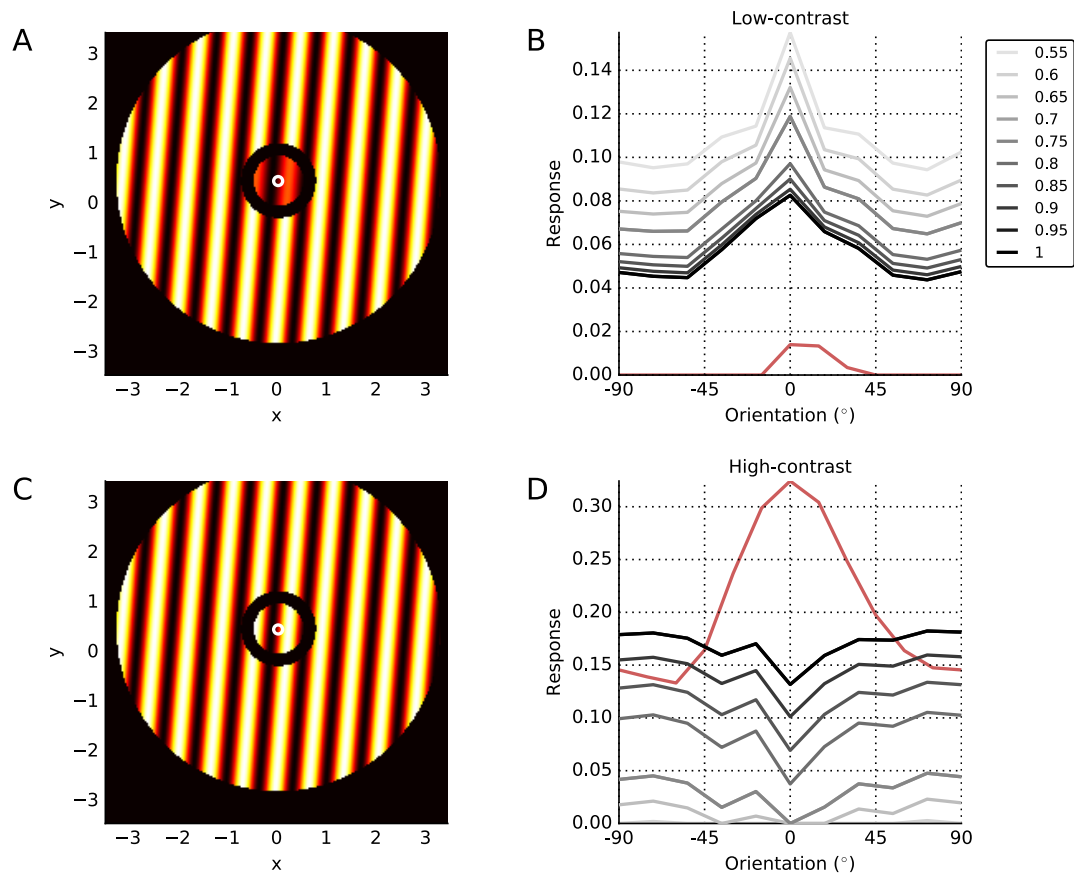 A
3
2
1
0
−1
−2
−3
y
−3 −2 −1 0 1 2 3
x
B
Low-contrast
0.14
0.12
0.10
0.08
0.06
0.04
0.02
0.00
Response
-90 -45 0 45 90
Orientation (°)
0.55
0.6
0.65
0.7
0.75
0.8
0.85
0.9
0.95
1
C
3
2
1
0
−1
−2
−3
y
−3 −2 −1 0 1 2 3
x
D
High-contrast
0.30
0.25
0.20
0.15
0.10
0.05
0.00
Response
-90 -45 0 45 90
Orientation (°)